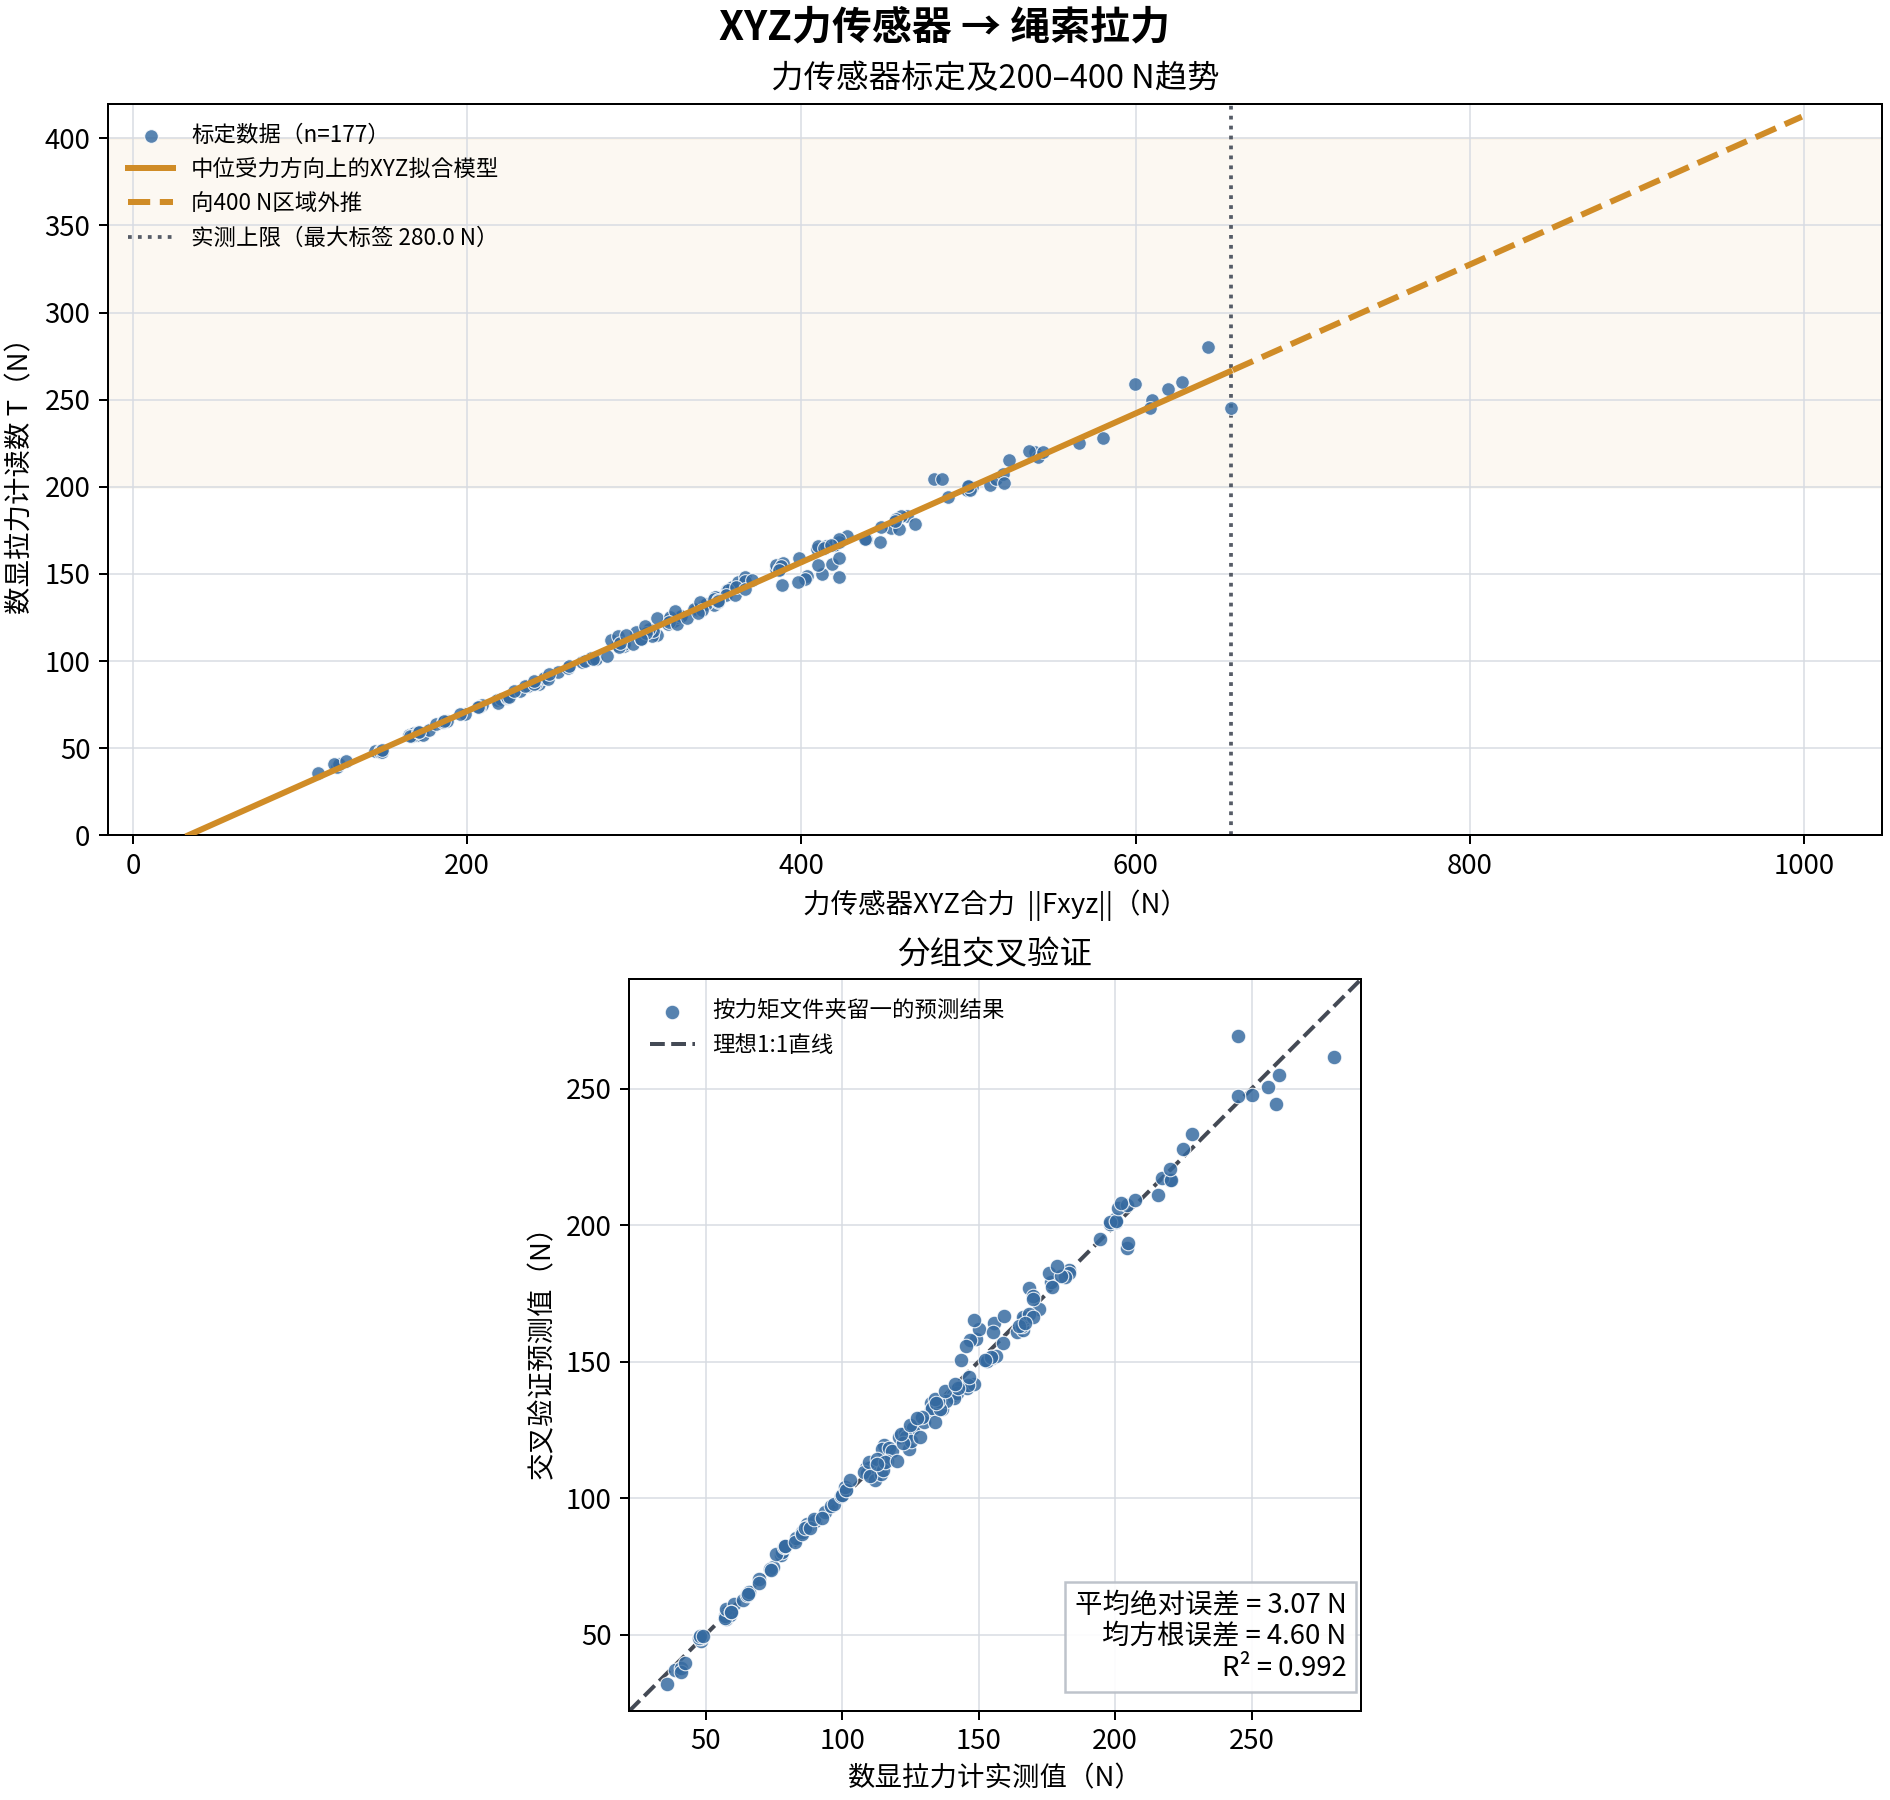 XYZ力传感器 → 绳索拉力
力传感器标定及200–400 N趋势
标定数据（n=177）
中位受力方向上的XYZ拟合模型
向400 N区域外推
实测上限（最大标签 280.0 N）
数显拉力计读数 T（N）
400
350
300
250
200
150
100
50
0
0 200 400 600 800 1000
力传感器XYZ合力 ||Fxyz||（N）
分组交叉验证
按力矩文件夹留一的预测结果
理想1:1直线
交叉验证预测值（N）
250
200
150
100
50
平均绝对误差 = 3.07 N
均方根误差 = 4.60 N
R² = 0.992
50 100 150 200 250
数显拉力计实测值（N）